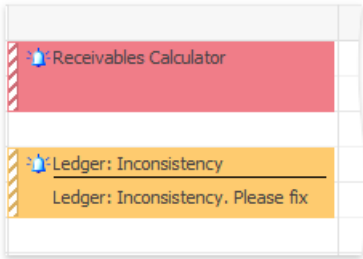 Receivables Calculator
Ledger: Inconsistency
Ledger: Inconsistency. Please fix